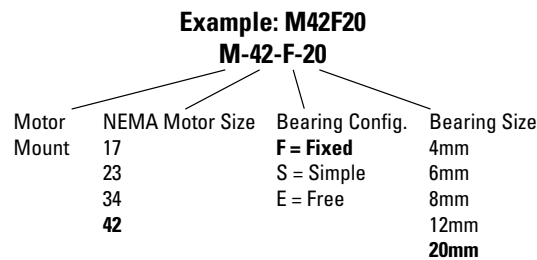 Example: M42F20
M-42-F-20
Motor Mount
NEMA Motor Size
17
23
34
42
Bearing Config.
F = Fixed
S = Simple
E = Free
Bearing Size
4mm
6mm
8mm
12mm
20mm